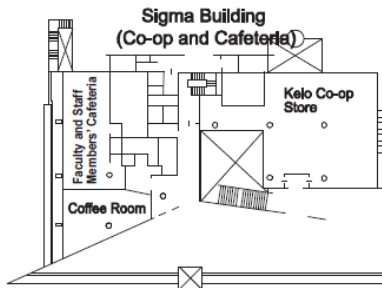 Sigma Building
(Co-op and Cafeteria)
Faculty and Staff
Members' Cafeteria
Keio Co-op
Store
Coffee Room